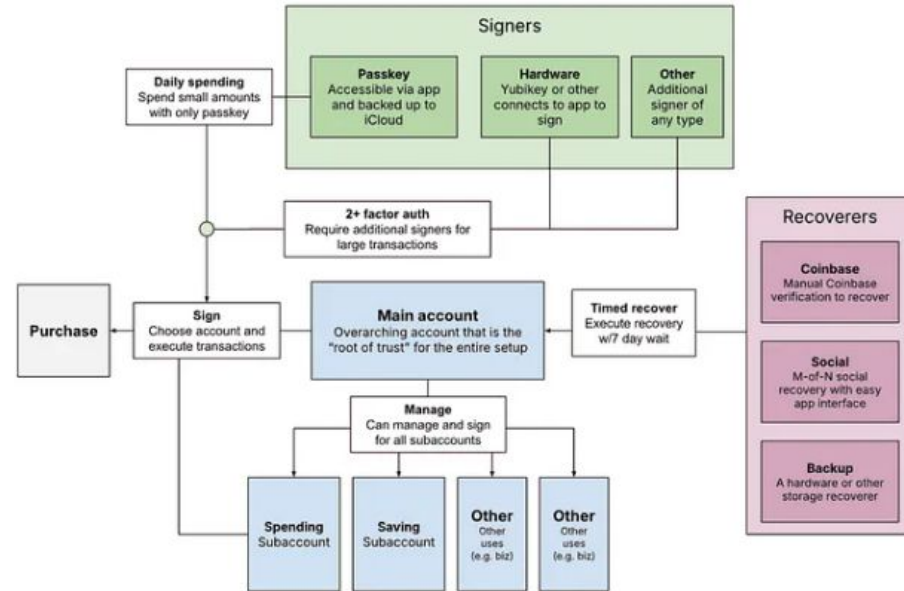 Signers
Daily spending
Spend small amounts
with only passkey
Passkey
Accessible via app
and backed up to
iCloud
Hardware
Yubikey or other
connects to app to
sign
Other
Additional
signer of
any type
2+ factor auth
Require additional signers for
large transactions
Recoverers
Coinbase
Manual Coinbase
verification to recover
Social
M-of-N social
recovery with easy
app interface
Backup
A hardware or other
storage recoverer
Purchase
Sign
Choose account and
execute transactions
Main account
Overarching account that is the
"root of trust" for the entire setup
Timed recover
Execute recovery
w/7 day wait
Manage
Can manage and sign
for all subaccounts
Spending
Subaccount
Saving
Subaccount
Other
Other
uses
(e.g. biz)
Other
Other
uses
(e.g. biz)